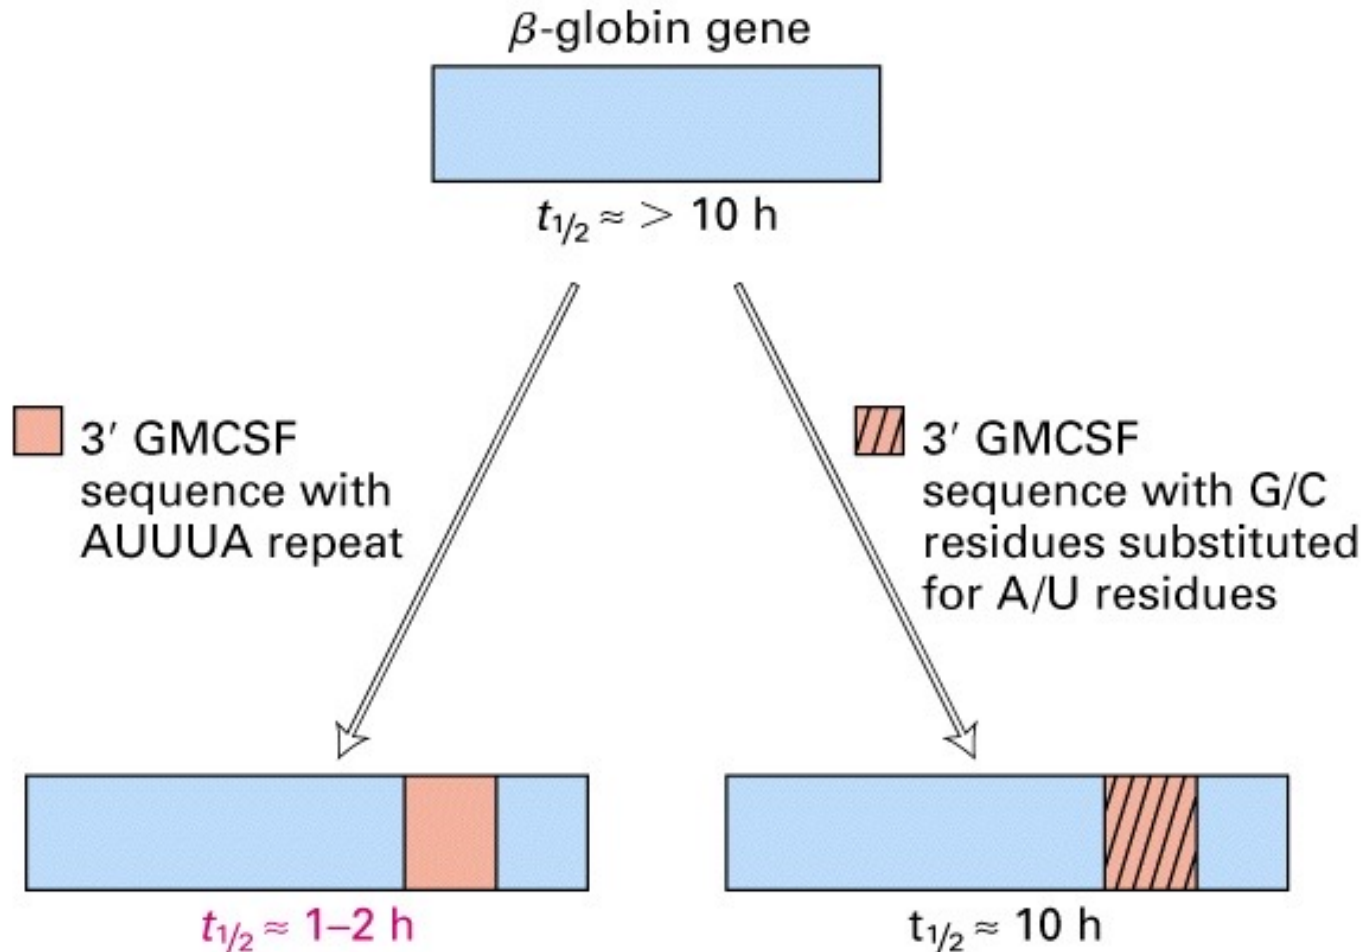 β-globin gene
t1/2 ≈ > 10 h
3′ GMCSF
sequence with
AUUUA repeat
3′ GMCSF
sequence with G/C
residues substituted
for A/U residues
t1/2 ≈ 1–2 h
t1/2 ≈ 10 h